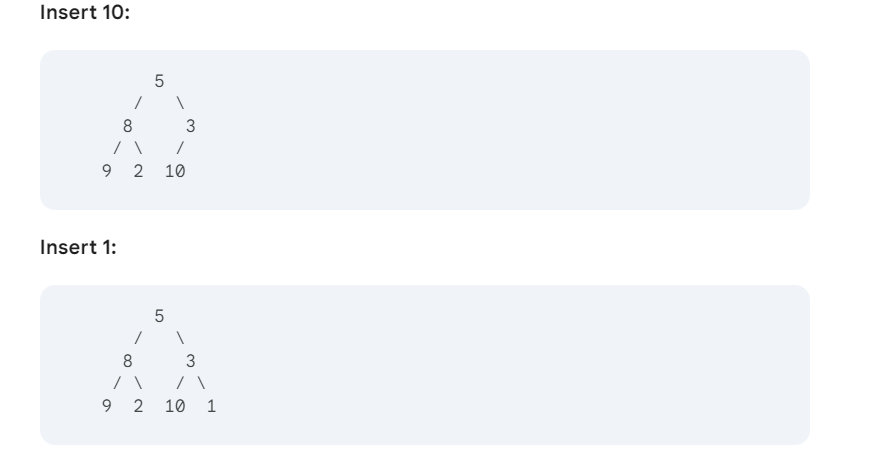 Insert 10:
5
/ \
8 3
/ \ /
9 2 10
Insert 1:
5
/ \
8 3
/ \ / \
9 2 10 1